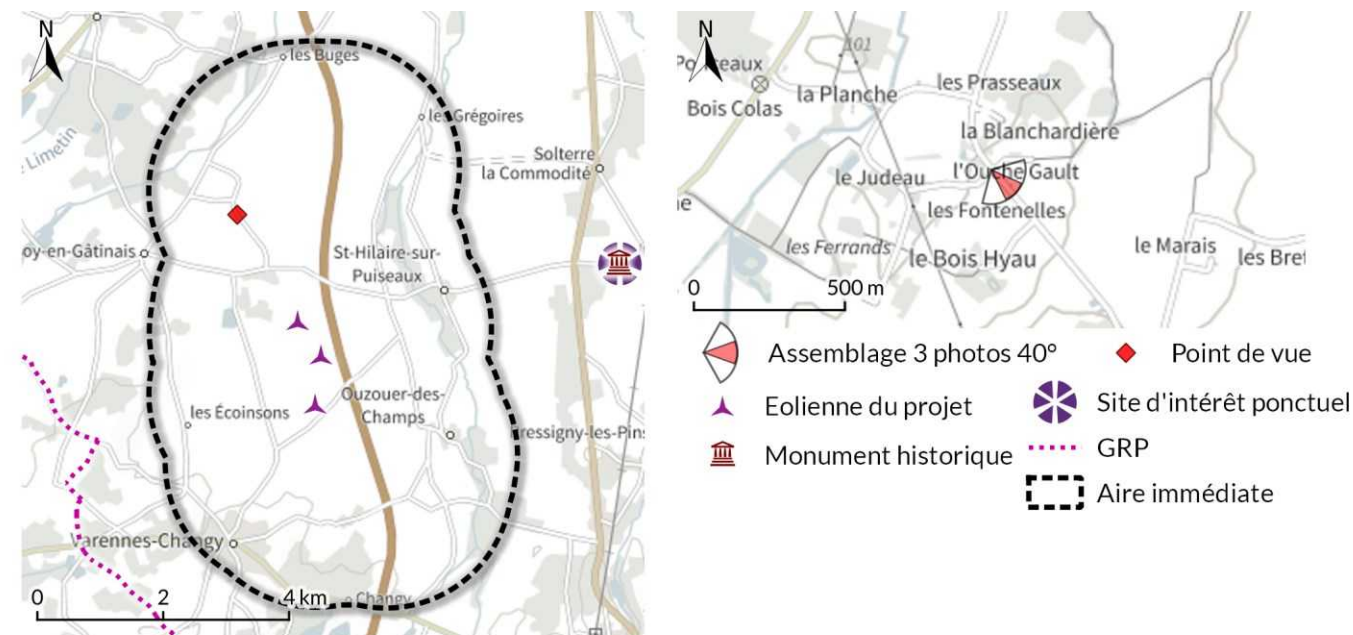 N
les Buges
Limetin
les Grégoires
Solterre
la Commodité
oy-en-Gâtinais
St-Hilaire-sur-
Puiseaux
les Écoinsons
Ouzouer-des-
Champs
ressigny-les-Pins
Varennes-Changy
Changy
0 2 4 km
N
101
Bois Colas
la Planche
les Prasseaux
la Blanchardière
l'Ouche Gault
le Judeau
les Fontenelles
les Ferrands
le Bois Hyau
le Marais
les Bret
0 500 m
Assemblage 3 photos 40°
Point de vue
Eolienne du projet
Site d'intérêt ponctuel
Monument historique
GRP
Aire immédiate